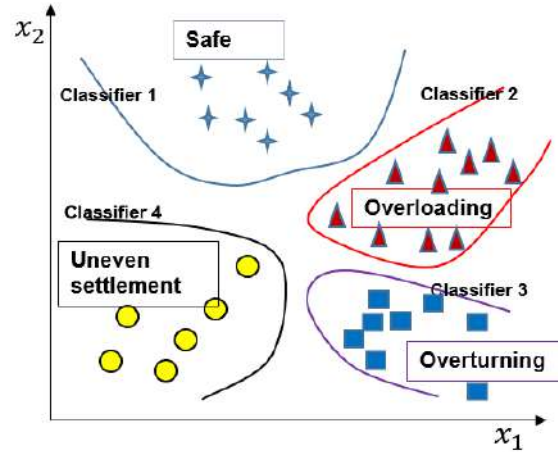 x₂
Safe
Classifier 1
Classifier 2
Classifier 4
Overloading
Uneven
settlement
Classifier 3
Overturning
x₁